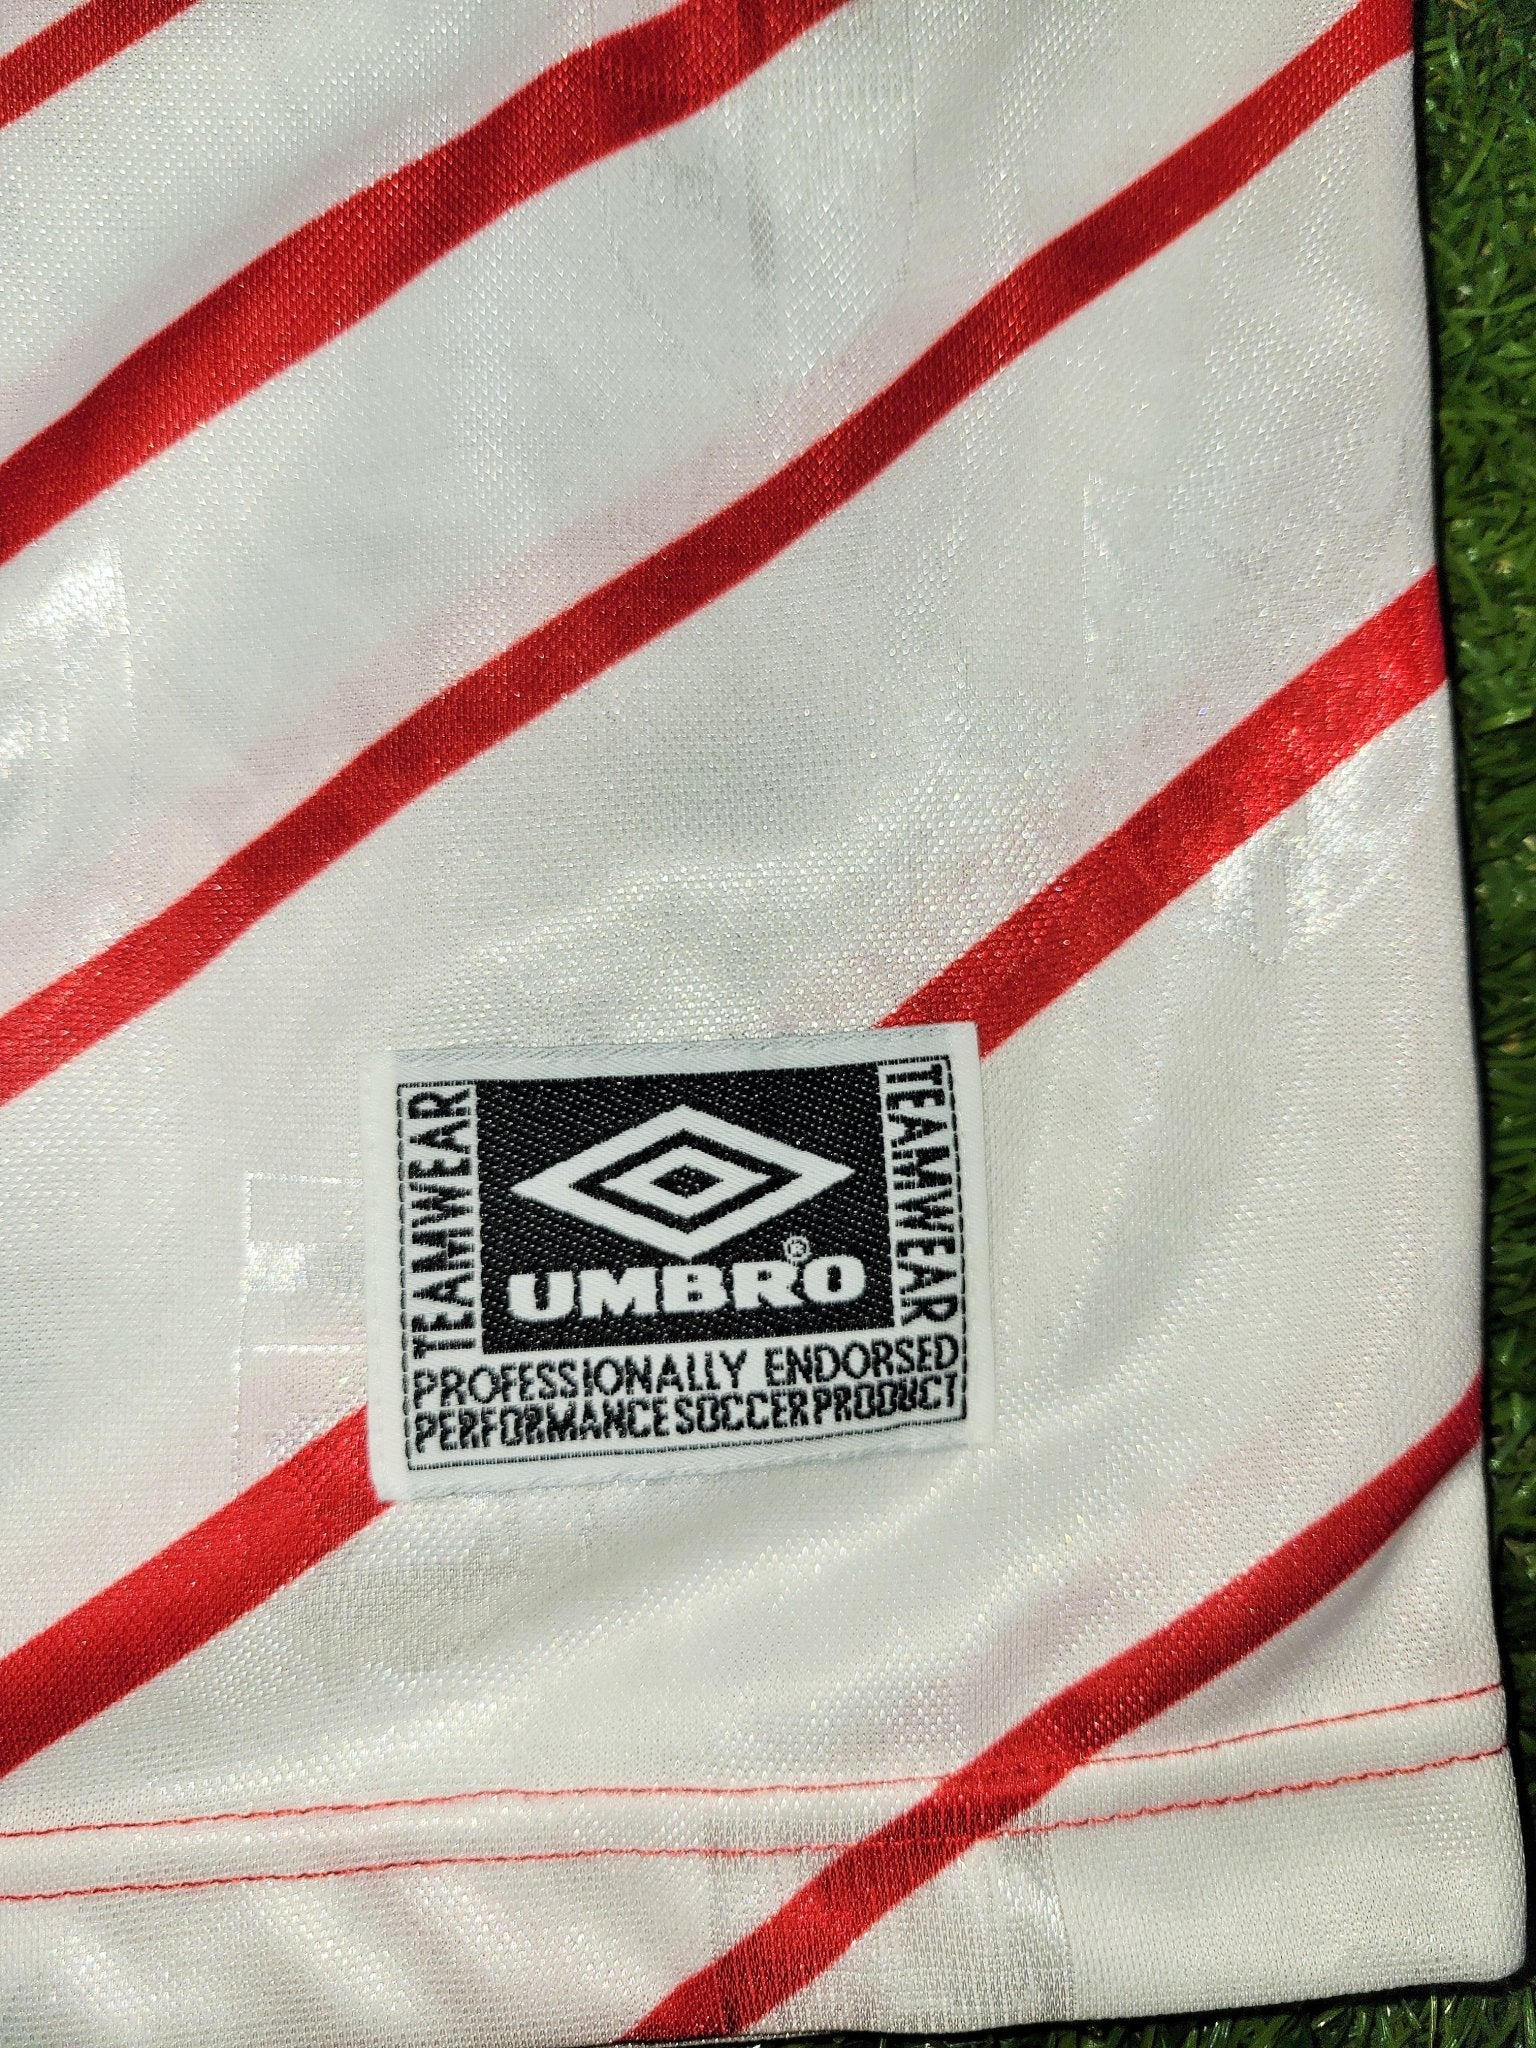 TEAMWEAR
UMBRO®
TEAMWEAR
PROFESSIONALLY ENDORSED
PERFORMANCE SOCCER PRODUCT